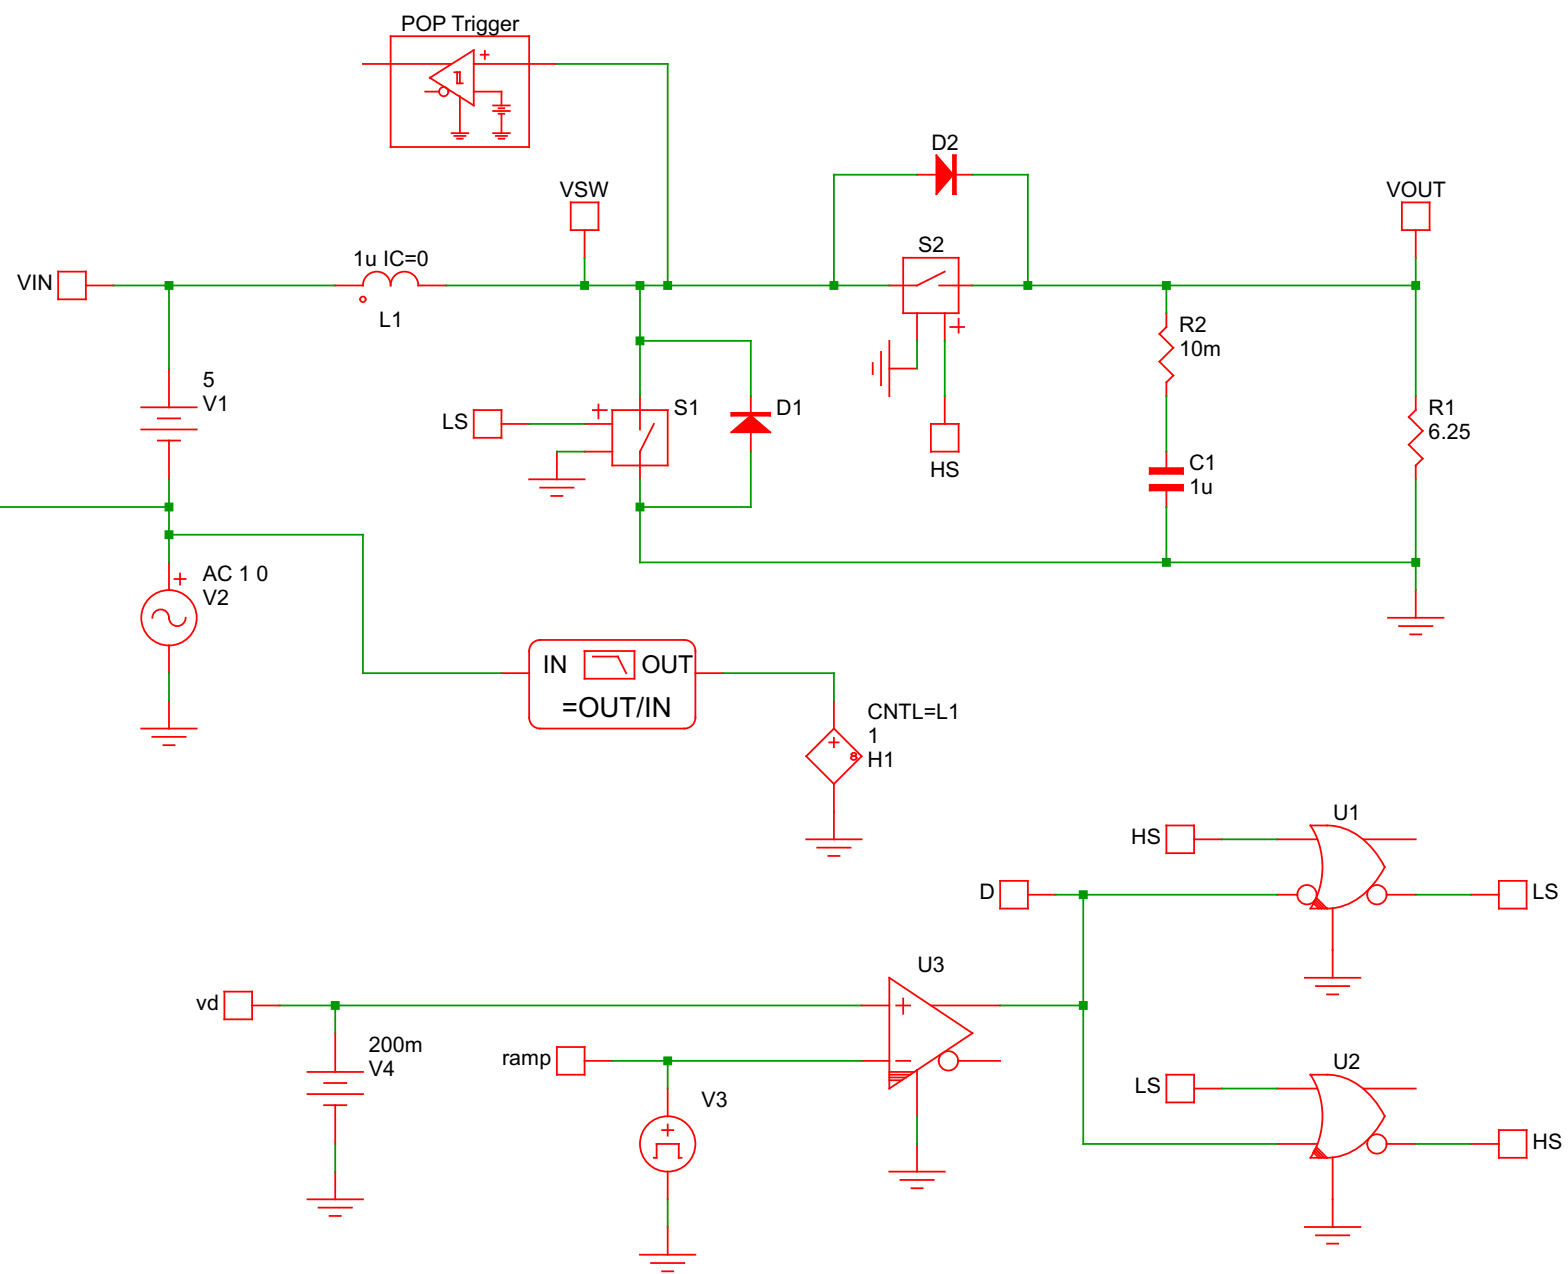 POP Trigger
+
D2
VSW
VOUT
1u IC=0
S2
VIN
L1
+
R2
10m
5
V1
+
S1
D1
LS
R1
6.25
HS
C1
1u
+
AC 1 0
V2
IN
OUT
=OUT/IN
CNTL=L1
1
H1
+
U1
HS
D
LS
U3
vd
+
200m
V4
ramp
−
U2
LS
V3
+
HS